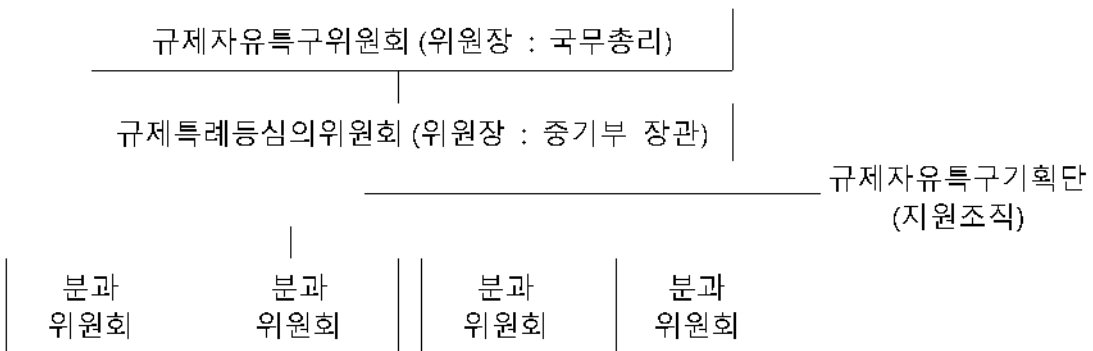 규제자유특구위원회 (위원장 : 국무총리)
규제특례등심의위원회 (위원장 : 중기부 장관)
규제자유특구기획단
(지원조직)
분과 분과 분과 분과
위원회 위원회 위원회 위원회